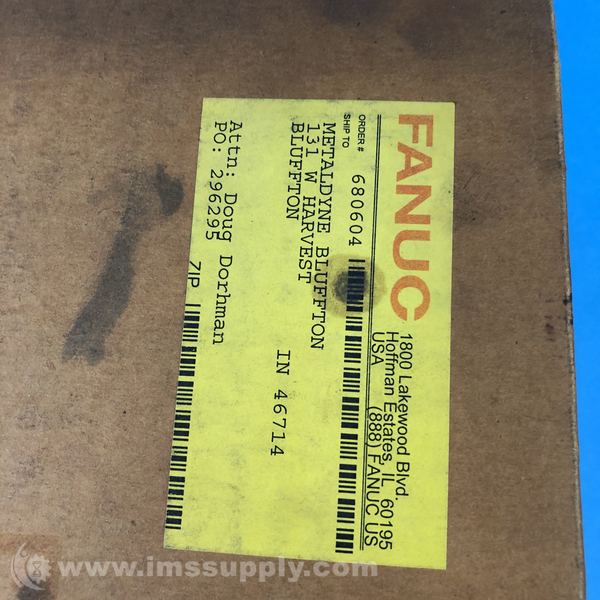 FANUC
1800 Lakewood Blvd.
Hoffman Estates, IL 60195
USA (888) FANUC US
ORDER # 680604
SHIP TO
METALDYNE BLUFFTON
131 W HARVEST
BLUFFTON IN 46714
Attn: Doug Dorhman
PO: 296295
ZIP
www.imssupply.com